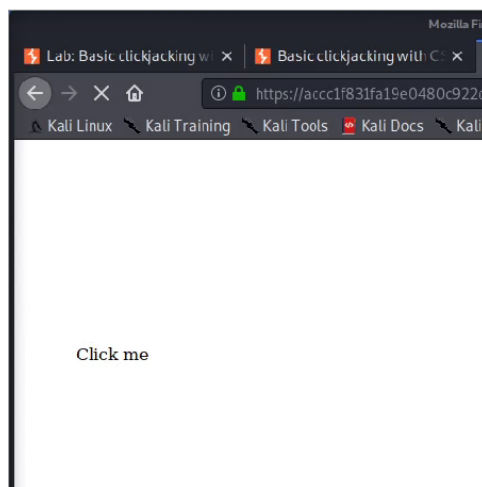 Mozilla Fi
Lab: Basic clickjacking wi Basic clickjacking with CS
https://accc1f831fa19e0480c922
Kali Linux Kali Training Kali Tools Kali Docs Kali
Click me